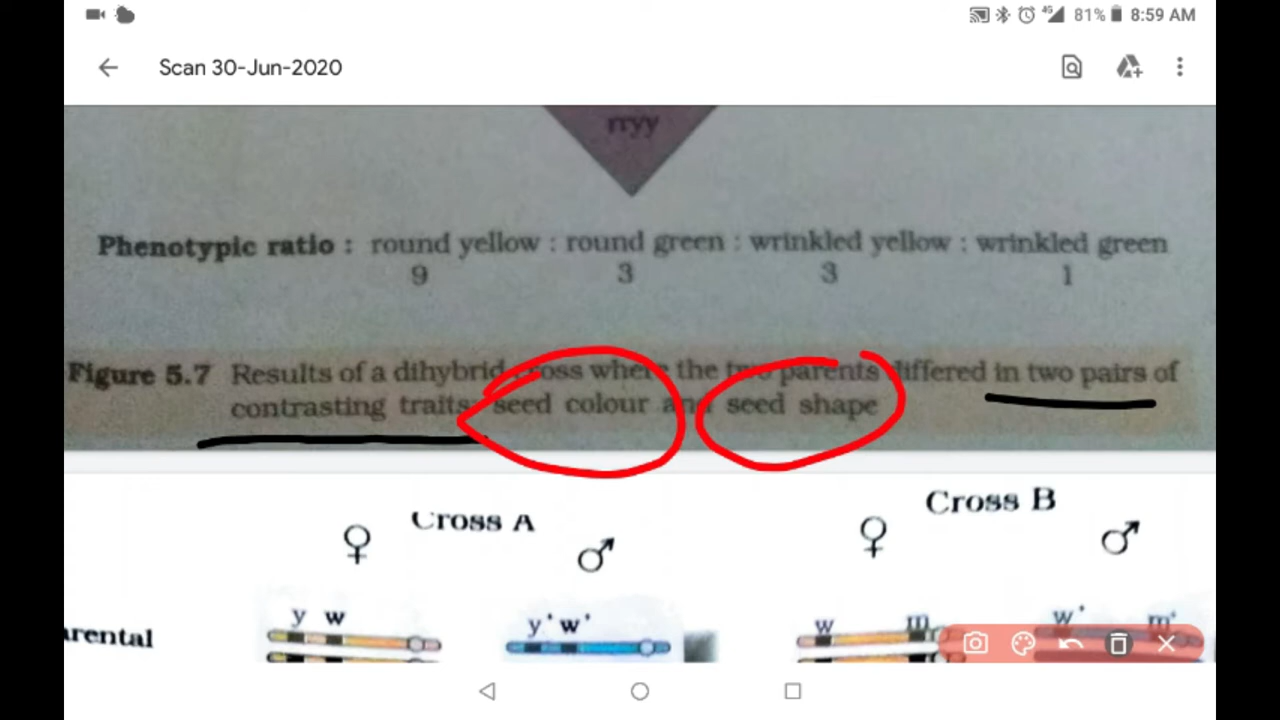 81% 8:59 AM
Scan 30-Jun-2020
rryy
Phenotypic ratio : round yellow : round green : wrinkled yellow : wrinkled green
9 3 3 1
Figure 5.7 Results of a dihybrid cross where the two parents differed in two pairs of
contrasting traits: seed colour and seed shape
Cross A Cross B
♀ ♂ ♀ ♂
y w y+ w+ w m w+ m+
arental